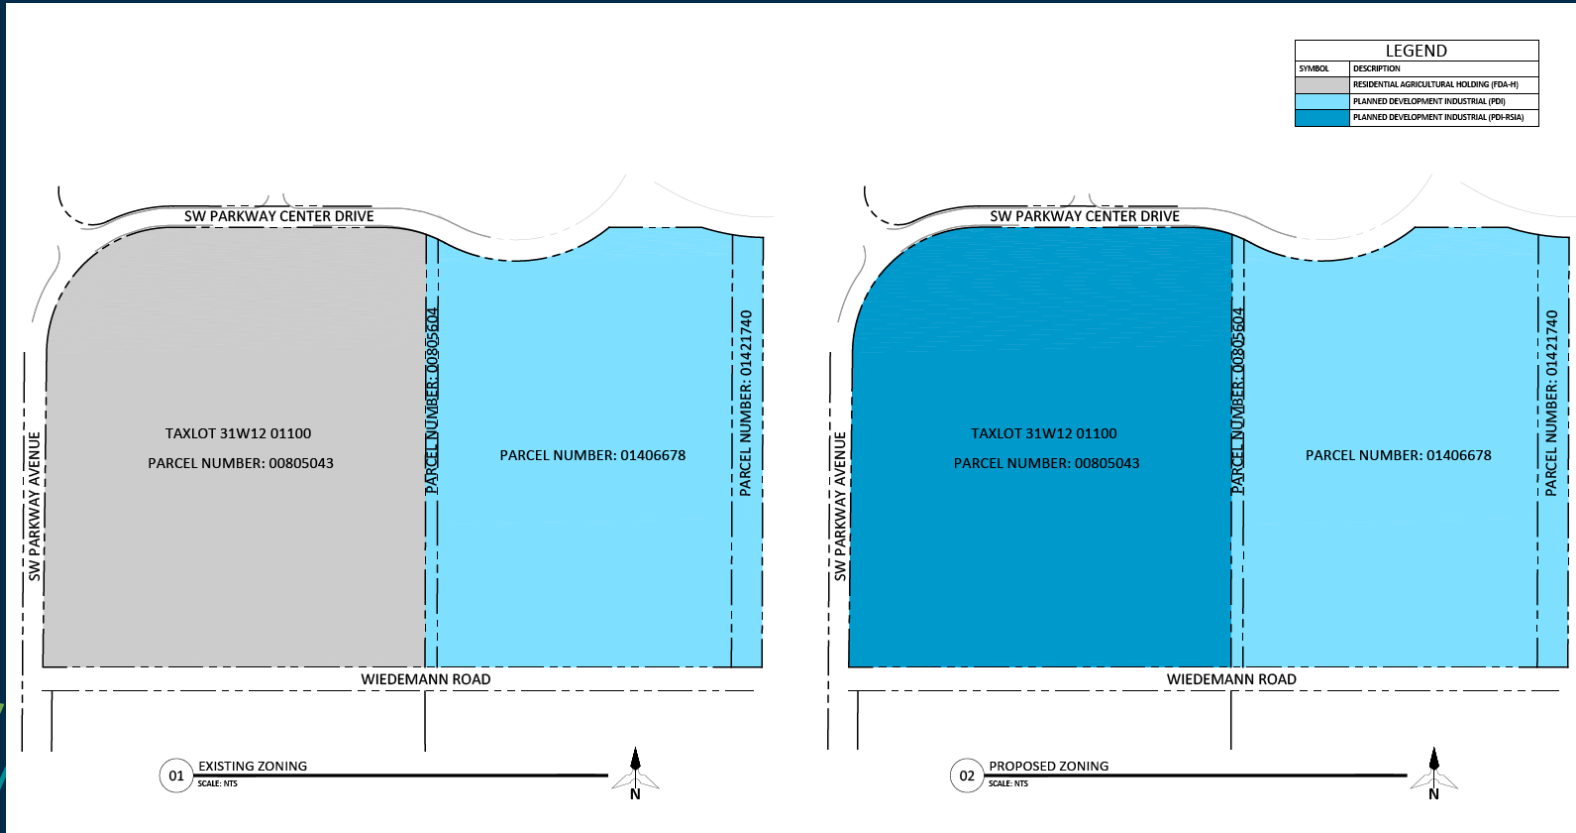 LEGEND
SYMBOL DESCRIPTION
RESIDENTIAL AGRICULTURAL HOLDING (FDA-H)
PLANNED DEVELOPMENT INDUSTRIAL (PDI)
PLANNED DEVELOPMENT INDUSTRIAL (PDI-RSIA)
SW PARKWAY CENTER DRIVE
SW PARKWAY AVENUE
TAXLOT 31W12 01100
PARCEL NUMBER: 00805043
PARCEL NUMBER: 00805604
PARCEL NUMBER: 01406678
PARCEL NUMBER: 01421740
WIEDEMANN ROAD
01 EXISTING ZONING
SCALE: NTS
N
SW PARKWAY CENTER DRIVE
SW PARKWAY AVENUE
TAXLOT 31W12 01100
PARCEL NUMBER: 00805043
PARCEL NUMBER: 00805604
PARCEL NUMBER: 01406678
PARCEL NUMBER: 01421740
WIEDEMANN ROAD
02 PROPOSED ZONING
SCALE: NTS
N